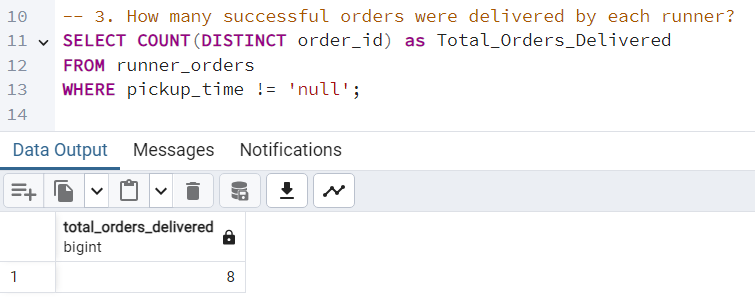 10 -- 3. How many successful orders were delivered by each runner?
11 SELECT COUNT(DISTINCT order_id) as Total_Orders_Delivered
12 FROM runner_orders
13 WHERE pickup_time != 'null';
14
Data Output Messages Notifications
total_orders_delivered
bigint
1 8